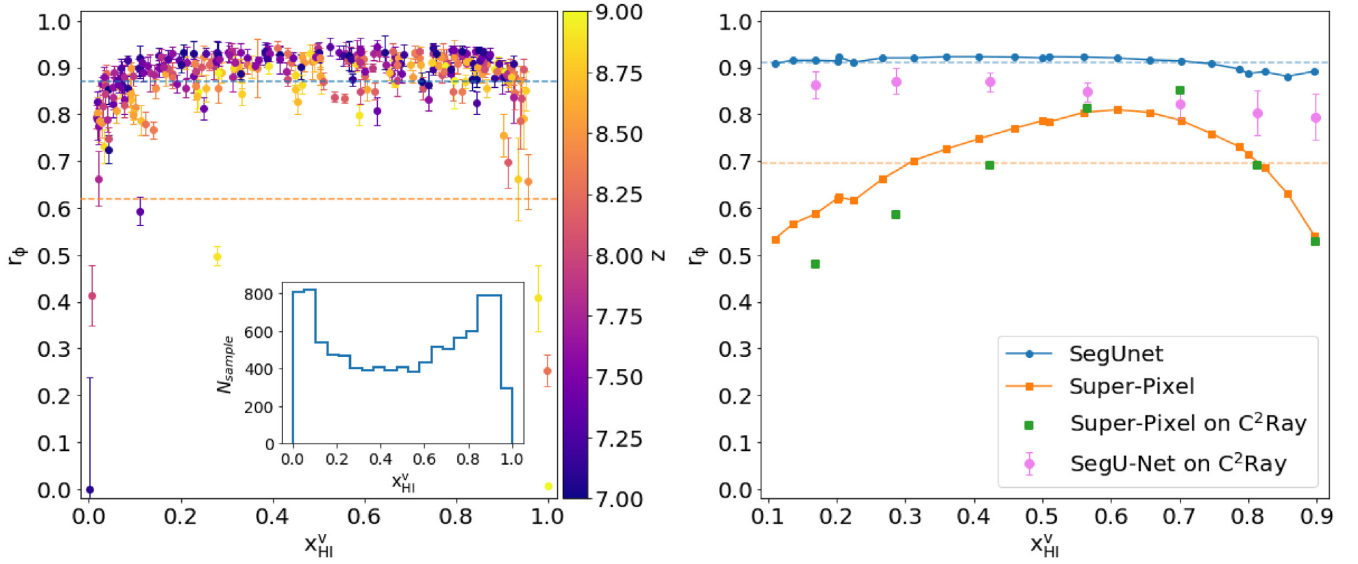 1.0
0.9
0.8
0.7
0.6
0.5
0.4
0.3
0.2
0.1
0.0
r_ϕ
0.0 0.2 0.4 0.6 0.8 1.0
x^v_HI
800
600
400
200
0
N_sample
0.0 0.2 0.4 0.6 0.8 1.0
x^v_HI
9.00
8.75
8.50
8.25
8.00
7.75
7.50
7.25
7.00
z
1.0
0.9
0.8
0.7
0.6
0.5
0.4
0.3
0.2
0.1
0.0
r_ϕ
0.1 0.2 0.3 0.4 0.5 0.6 0.7 0.8 0.9
x^v_HI
SegUnet
Super-Pixel
Super-Pixel on C²Ray
SegU-Net on C²Ray